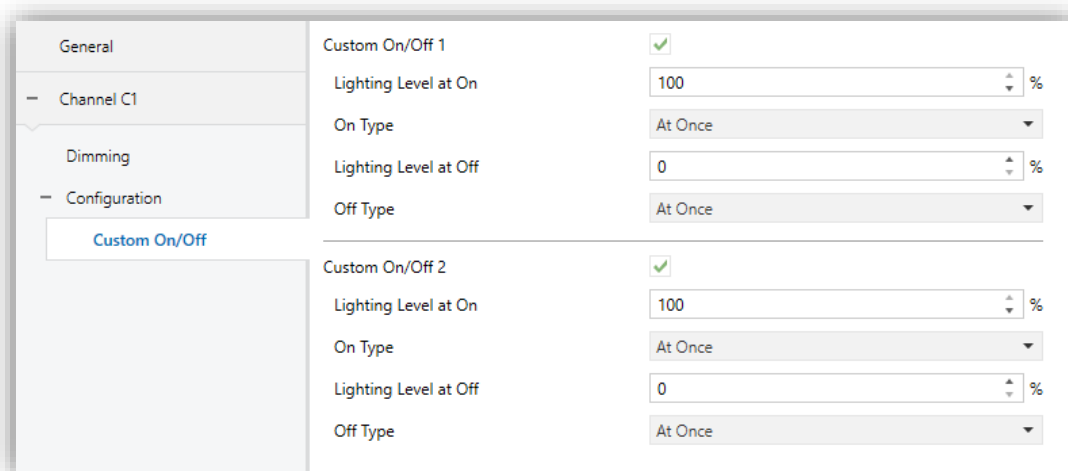 General
− Channel C1
Dimming
− Configuration
Custom On/Off
Custom On/Off 1
Lighting Level at On 100 %
On Type At Once
Lighting Level at Off 0 %
Off Type At Once
Custom On/Off 2
Lighting Level at On 100 %
On Type At Once
Lighting Level at Off 0 %
Off Type At Once